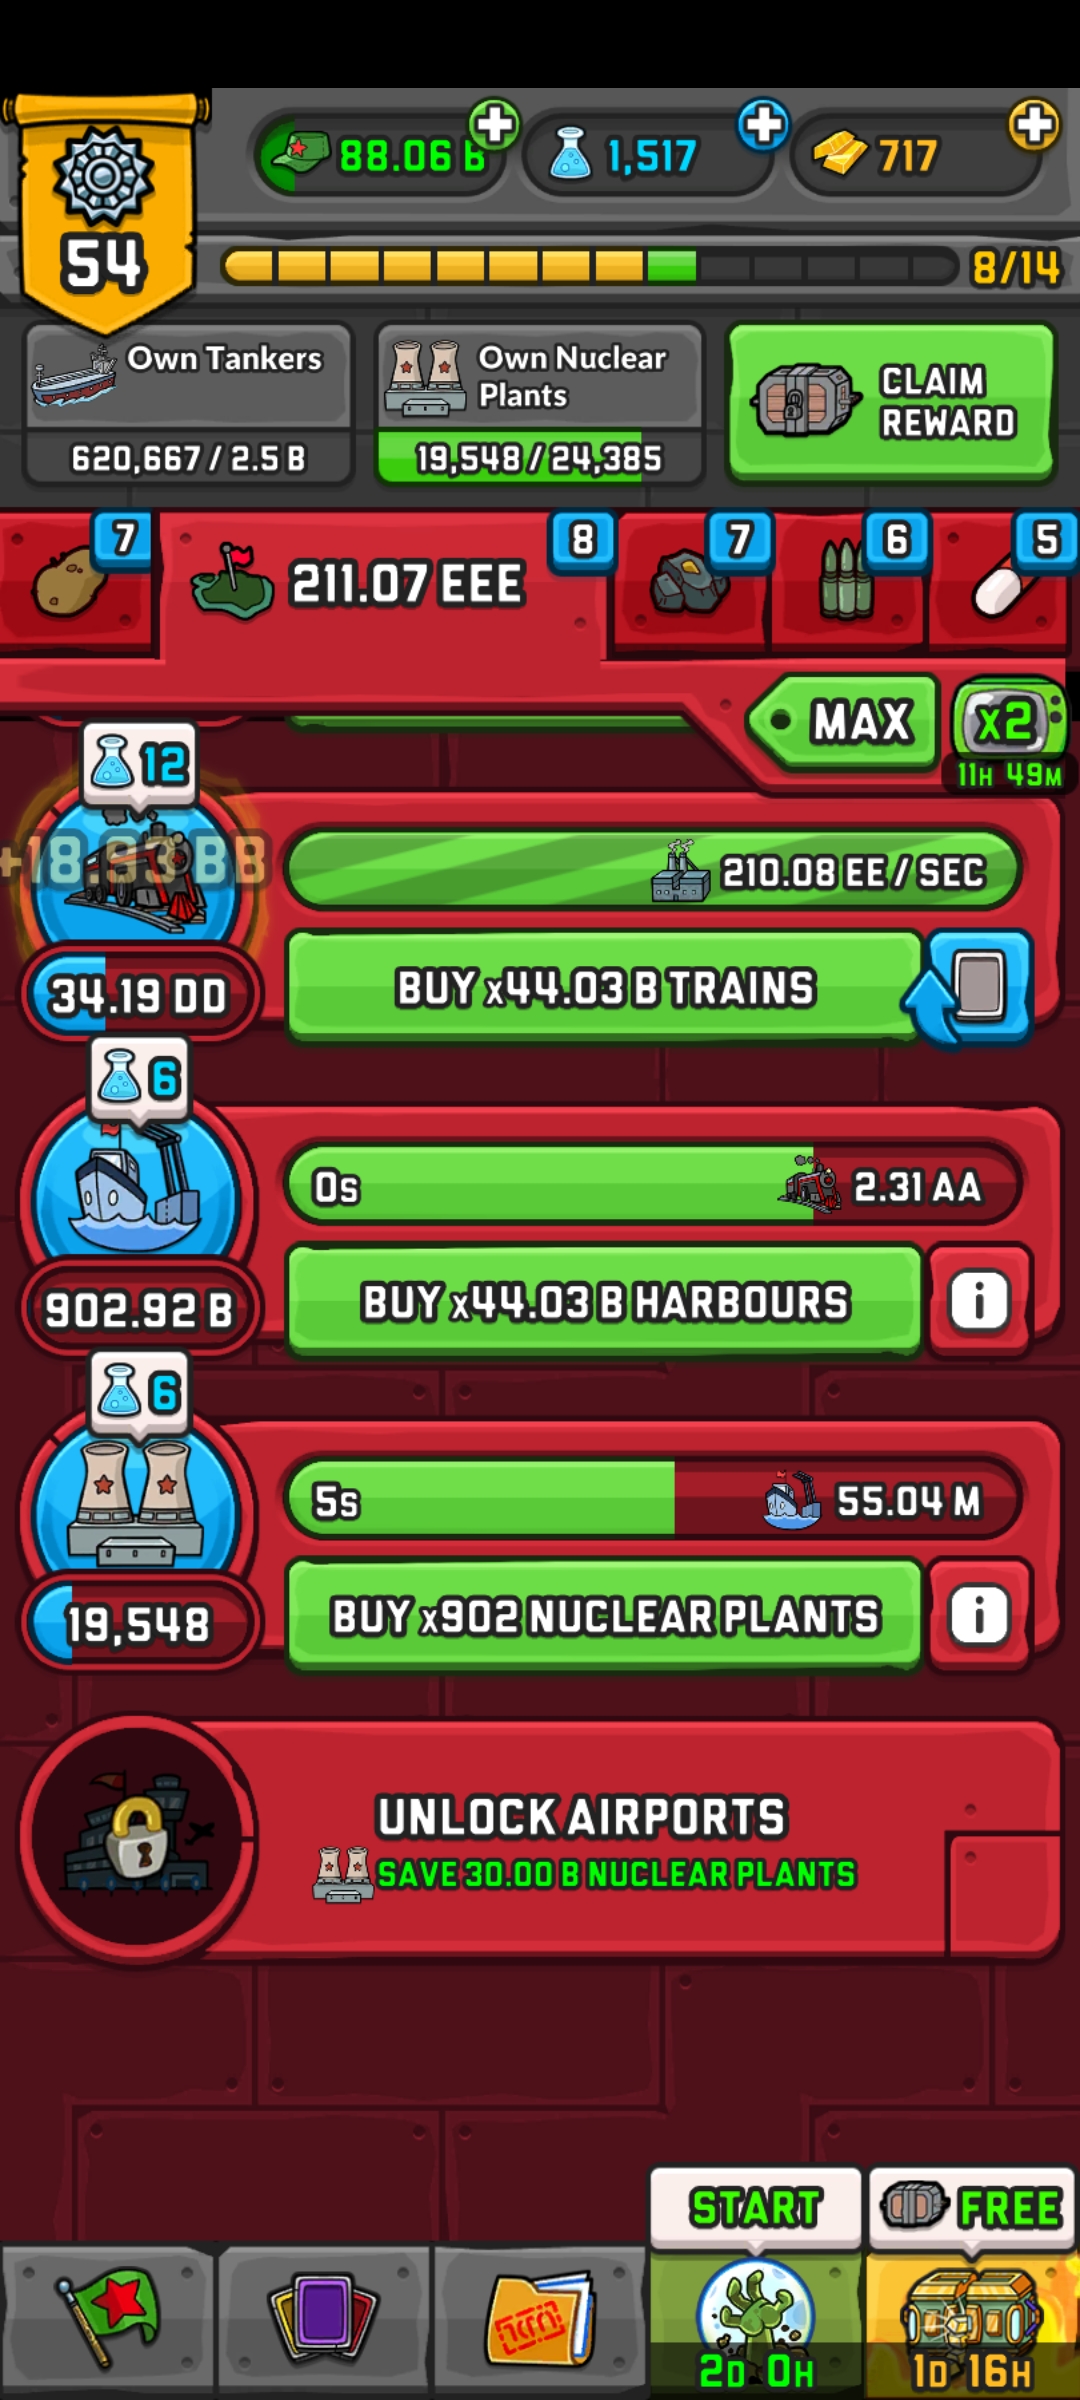 88.06 B
1,517
717
54
8/14
Own Tankers
620,667 / 2.5 B
Own Nuclear
Plants
19,548 / 24,385
CLAIM
REWARD
7
211.07 EEE
8
7
6
5
MAX
x2
11H 49M
12
+18.93 BB
210.08 EE / SEC
34.19 DD
BUY x44.03 B TRAINS
6
0s
2.31 AA
902.92 B
BUY x44.03 B HARBOURS
i
6
5s
55.04 M
19,548
BUY x902 NUCLEAR PLANTS
i
UNLOCK AIRPORTS
SAVE 30.00 B NUCLEAR PLANTS
START
FREE
2D 0H
1D 16H